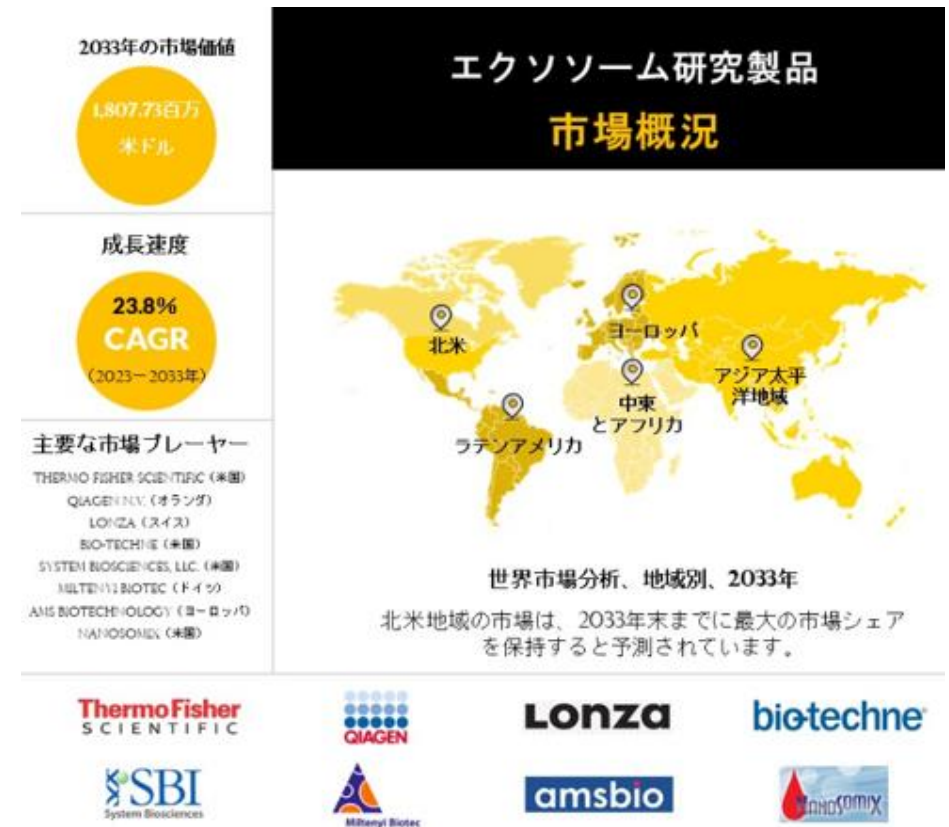 2033年の市場価値
1,807.73百万
米ドル
成長速度
23.8%
CAGR
（2023－2033年）
主要な市場プレーヤー
THERMO FISHER SCIENTIFIC（米国）
QIAGEN N.V.（オランダ）
LONZA（スイス）
BIO-TECHNE（米国）
SYSTEM BIOSCIENCES, LLC.（米国）
MILTENYI BIOTEC（ドイツ）
AMS BIOTECHNOLOGY（ヨーロッパ）
NANOSOMIX（米国）
エクソソーム研究製品
市場概況
北米
ヨーロッパ
アジア太平
洋地域
中東
とアフリカ
ラテンアメリカ
世界市場分析、地域別、2033年
北米地域の市場は、2033年末までに最大の市場シェア
を保持すると予測されています。
ThermoFisher
SCIENTIFIC
QIAGEN
Lonza
biotechne
SBI
System Biosciences
Miltenyi Biotec
amsbio
NANOSOMIX